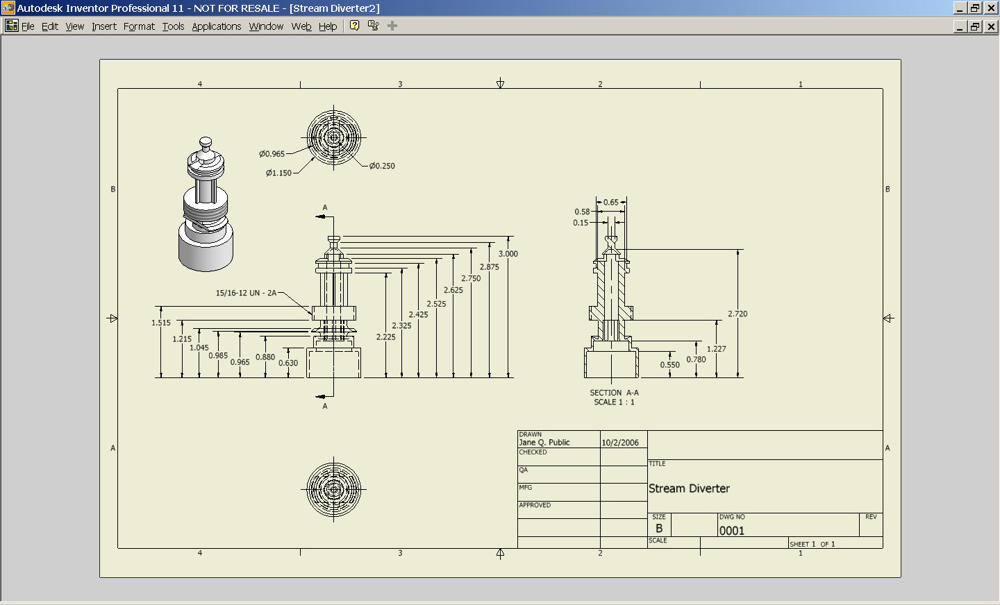 Autodesk Inventor Professional 11 - NOT FOR RESALE - [Stream Diverter2]
File Edit View Insert Format Tools Applications Window Web Help
4 3 2 1
B B
Ø0.965
Ø1.150
Ø0.250
A
15/16-12 UN - 2A
1.515
1.215
1.045
0.985
0.965
0.880
0.630
2.225
2.325
2.425
2.525
2.625
2.750
2.875
3.000
A
0.65
0.58
0.15
2.720
1.227
0.780
0.550
SECTION A-A
SCALE 1 : 1
A A
DRAWN
Jane Q. Public 10/2/2006
CHECKED
QA
MFG
APPROVED
TITLE
Stream Diverter
SIZE
B
DWG NO
0001
REV
SCALE
SHEET 1 OF 1
4 3 2 1